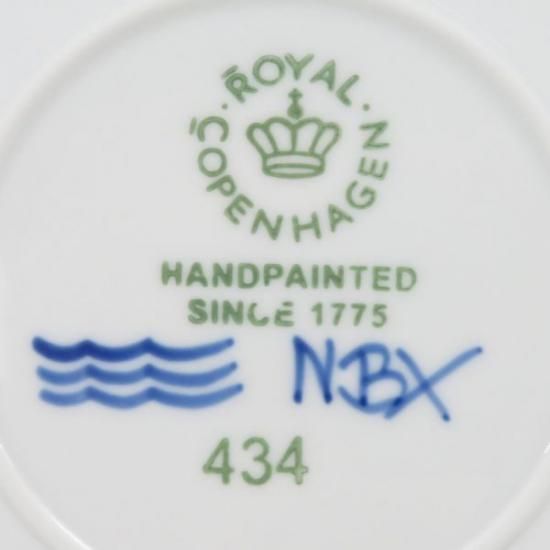 ROYAL
COPENHAGEN
HANDPAINTED
SINCE 1775
NBX
434